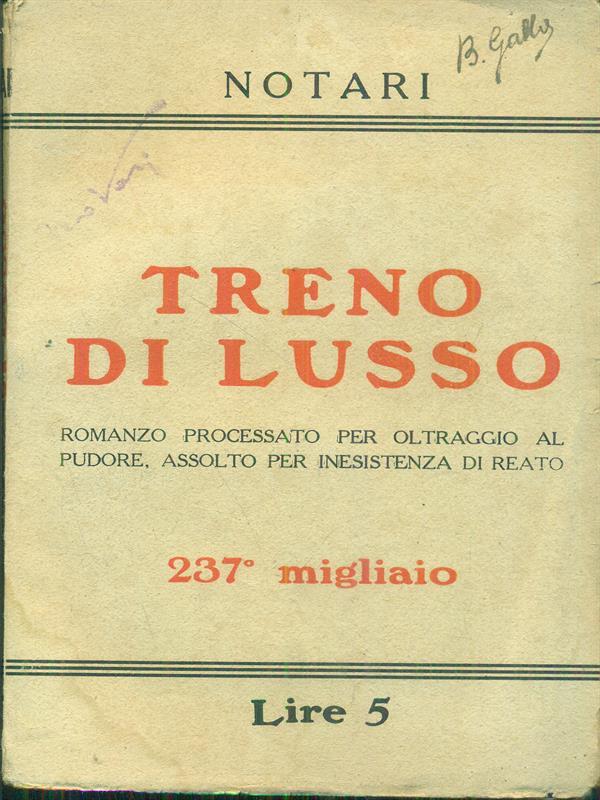 B. Gallo
NOTARI
Notari
TRENO
DI LUSSO
ROMANZO PROCESSATO PER OLTRAGGIO AL
PUDORE, ASSOLTO PER INESISTENZA DI REATO
237° migliaio
Lire 5